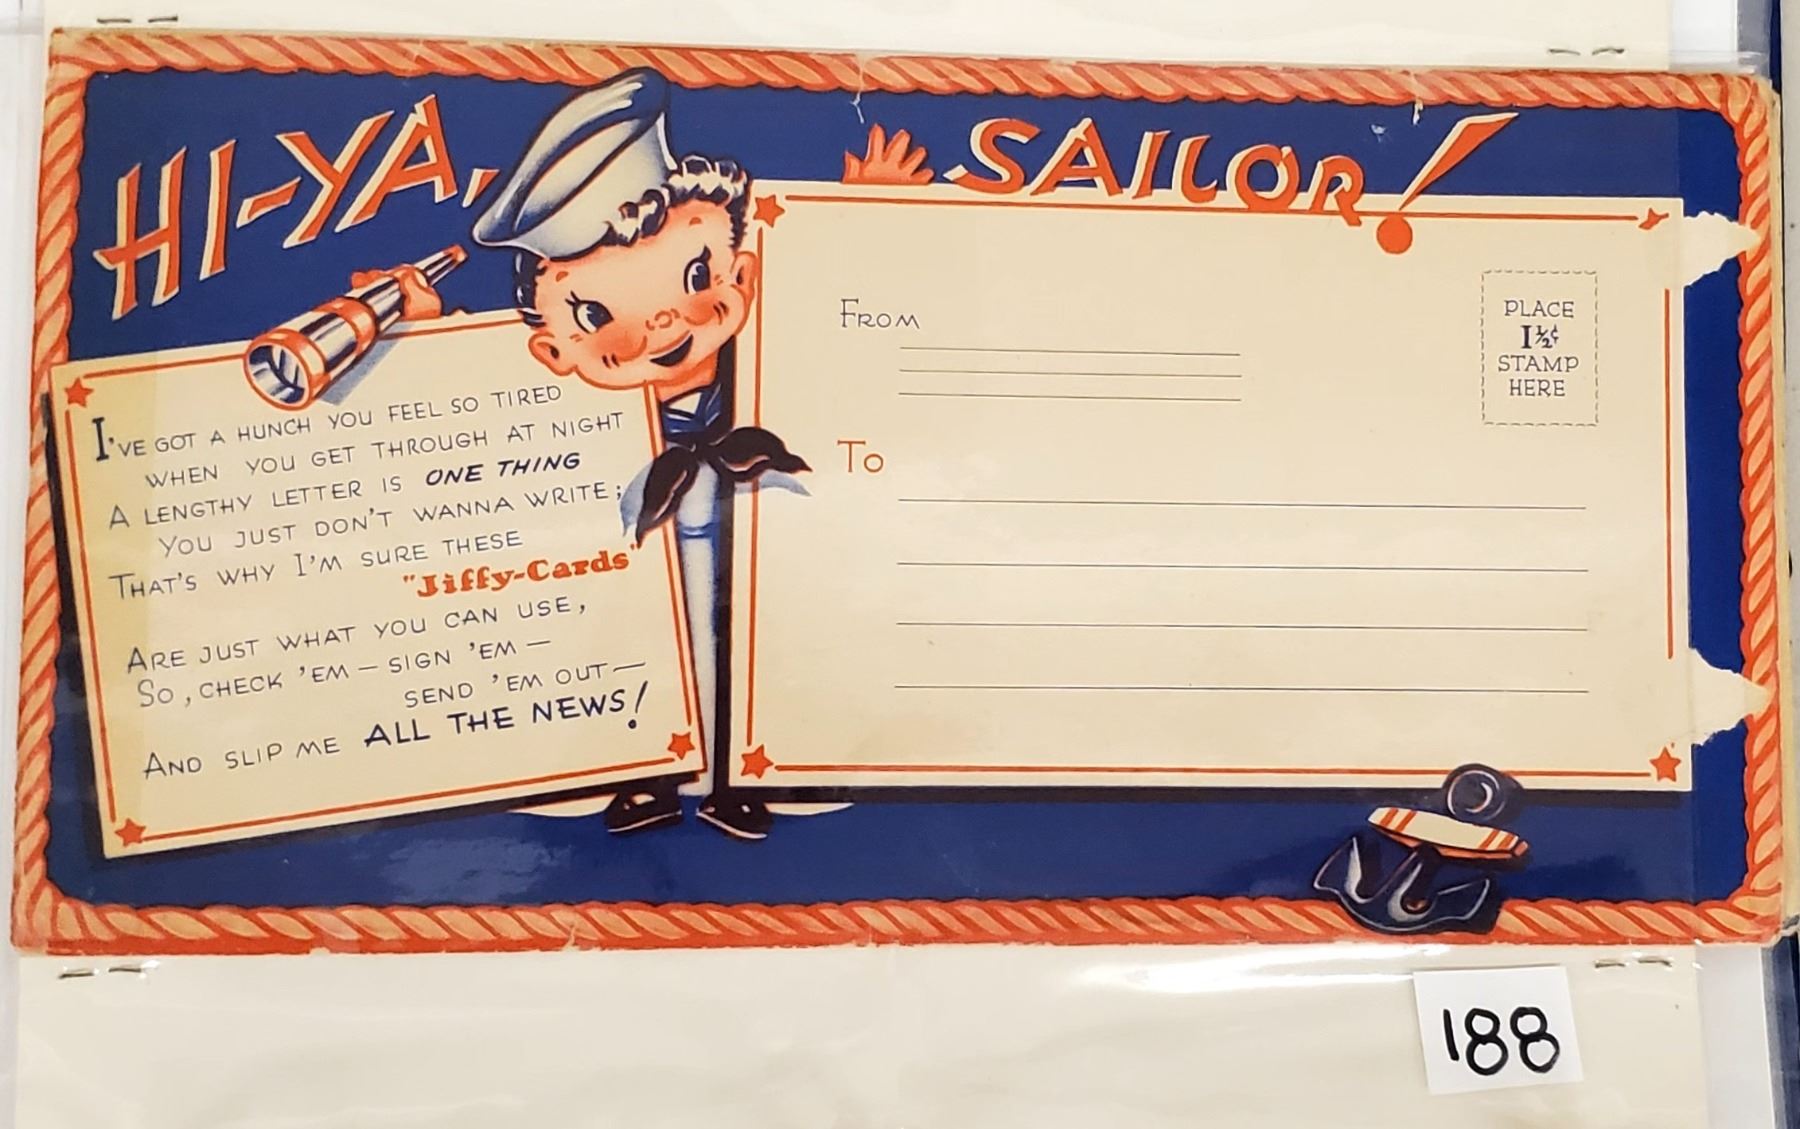 HI-YA, SAILOR!
I'VE GOT A HUNCH YOU FEEL SO TIRED
WHEN YOU GET THROUGH AT NIGHT
A LENGTHY LETTER IS ONE THING
YOU JUST DON'T WANNA WRITE;
THAT'S WHY I'M SURE THESE
"Jiffy-Cards"
ARE JUST WHAT YOU CAN USE,
SO, CHECK 'EM — SIGN 'EM —
SEND 'EM OUT —
AND SLIP ME ALL THE NEWS!
FROM
TO
PLACE
1½¢
STAMP
HERE
188